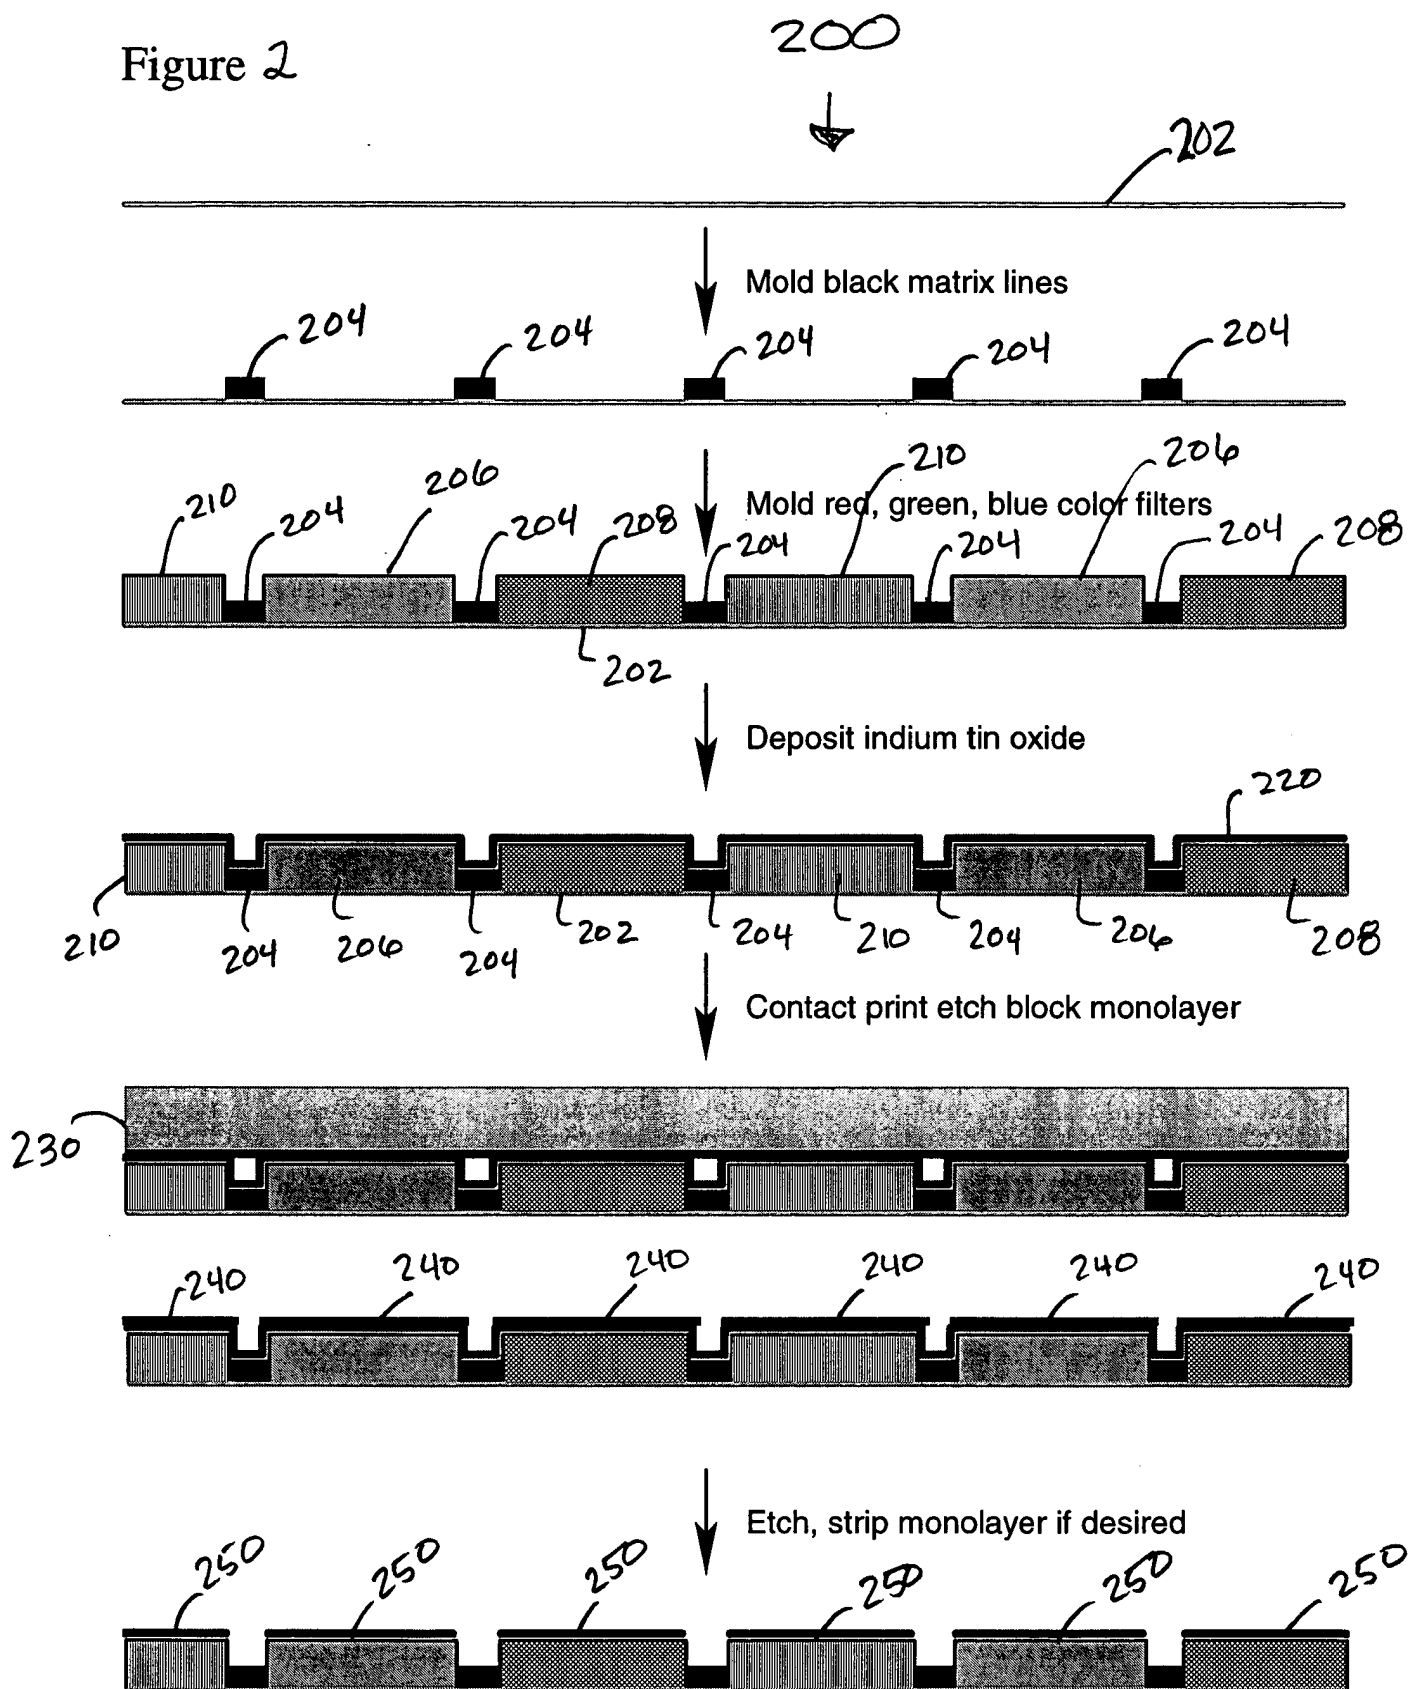 Figure 2
200
202
Mold black matrix lines
204 204 204 204 204
210 206
Mold red, green, blue color filters
210 206 204 204 208 204 204 204 208
202
Deposit indium tin oxide
220
210 204 206 204 202 204 210 204 206 208
Contact print etch block monolayer
230
240 240 240 240 240 240
Etch, strip monolayer if desired
250 250 250 250 250 250